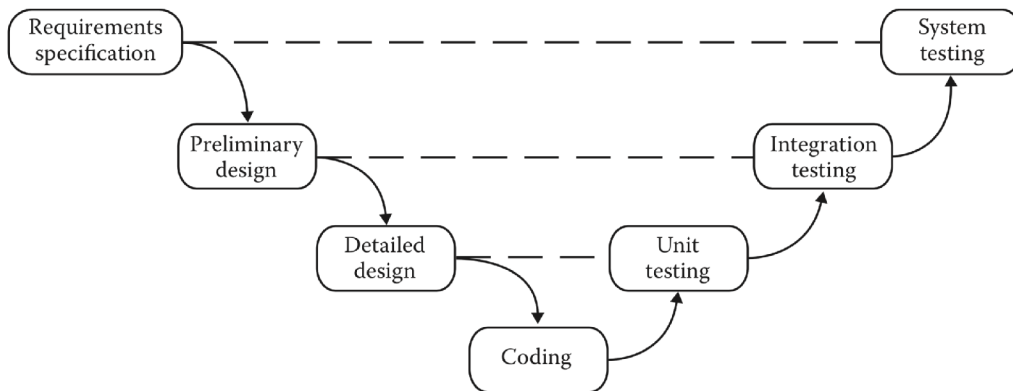 Requirements
specification
System
testing
Preliminary
design
Integration
testing
Detailed
design
Unit
testing
Coding